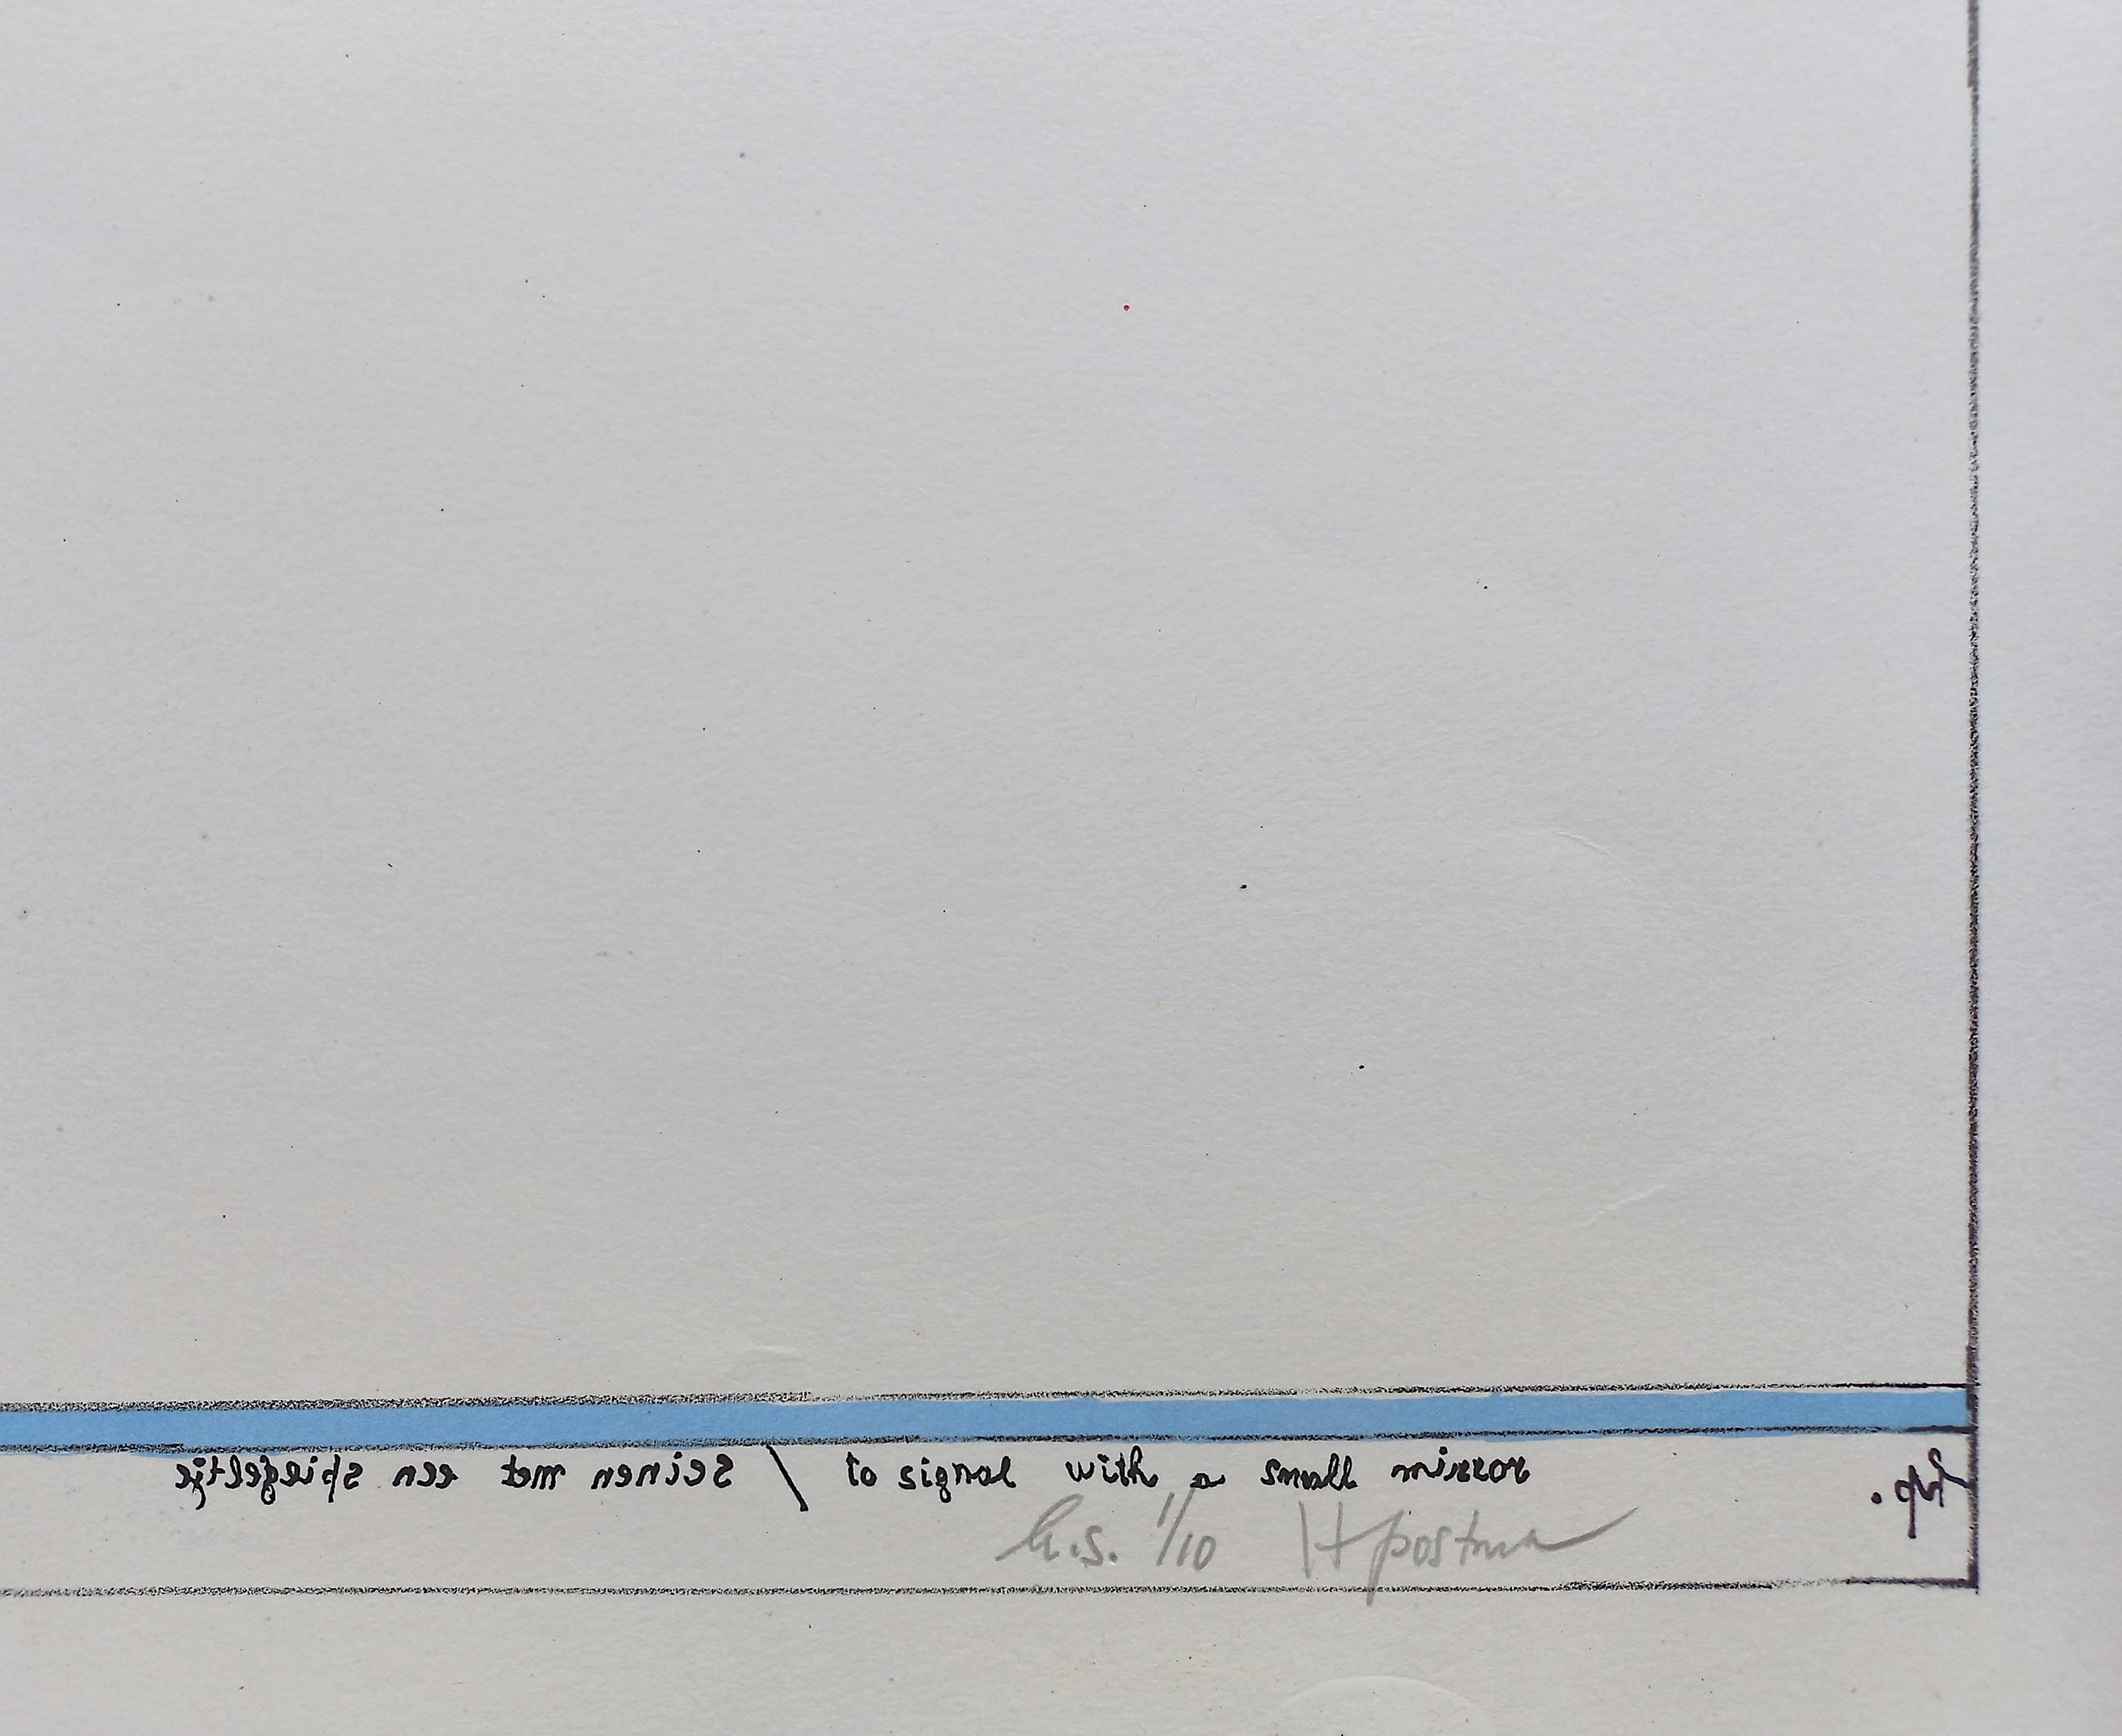 seinen met een spiegeltje / to signal with a small mirror hp.
h.s. 1/10 H postma